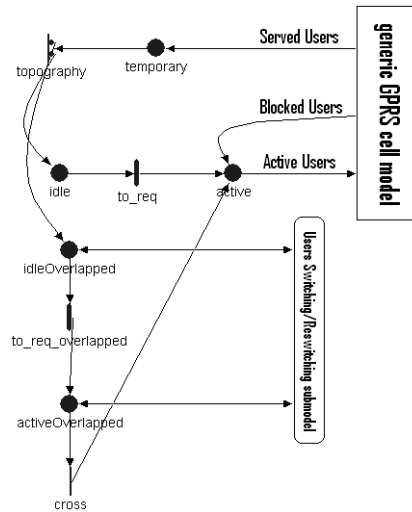 Served Users
topography
temporary
generic GPRS cell model
Blocked Users
Active Users
idle
to_req
active
idleOverlapped
to_req_overlapped
Users Switching/Reswitching submodel
activeOverlapped
cross